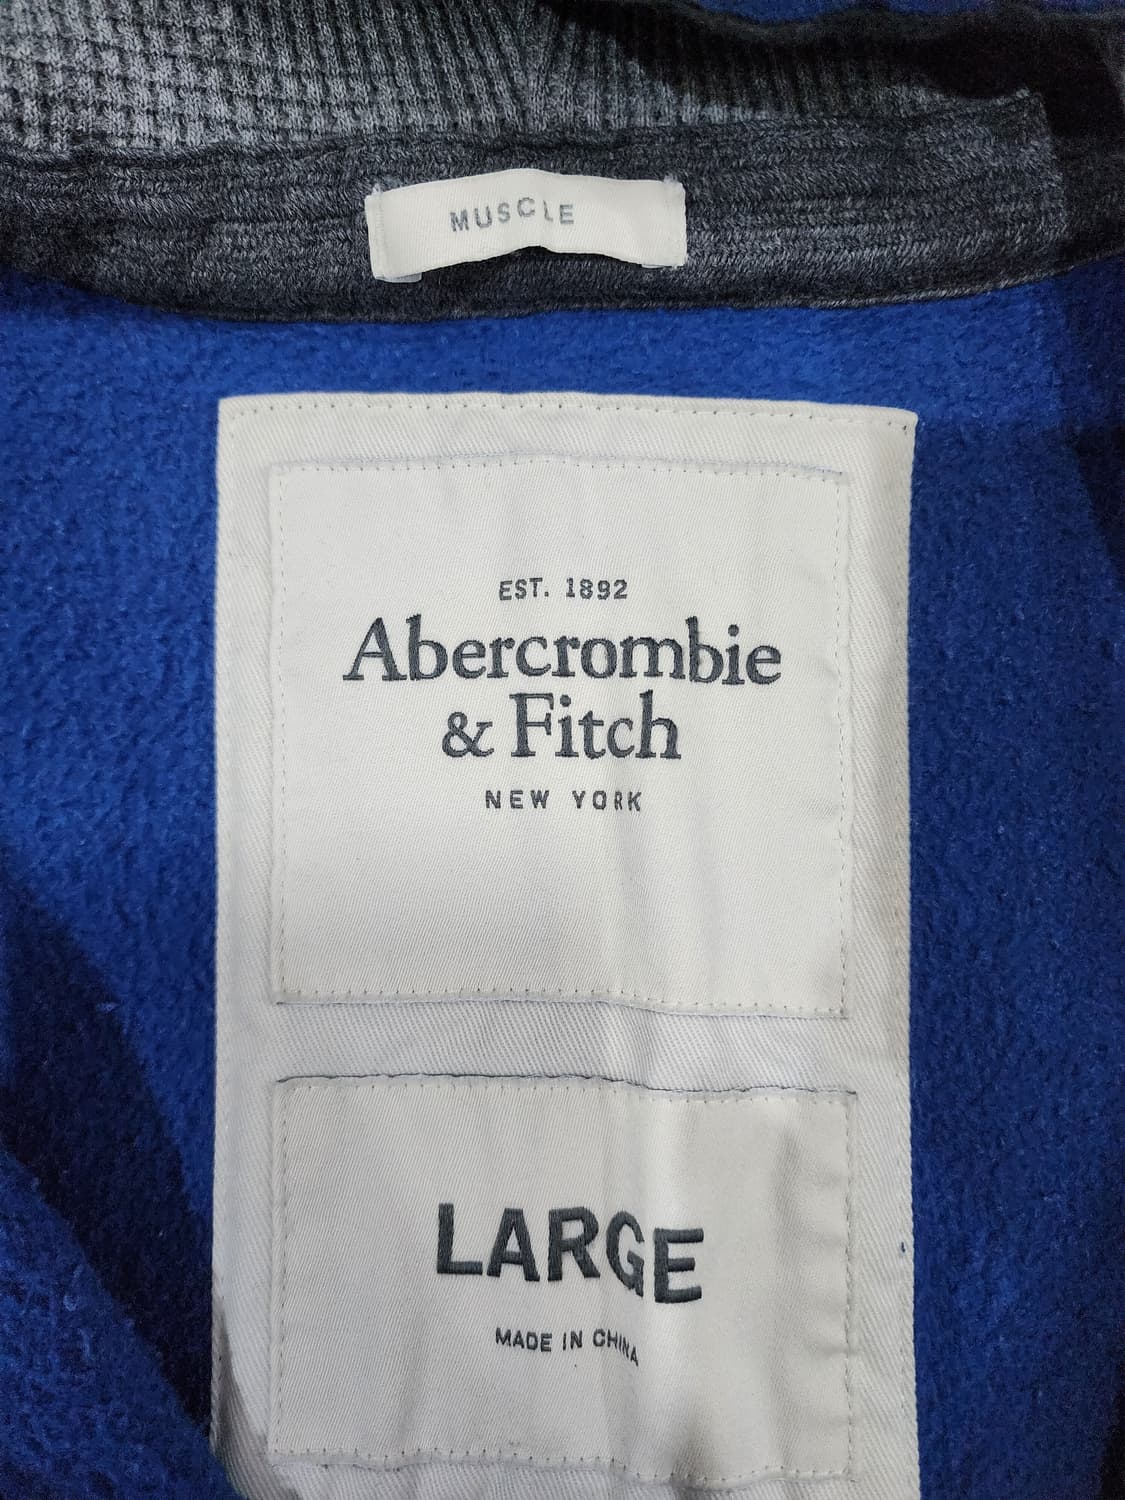 MUSCLE
EST. 1892
Abercrombie
& Fitch
NEW YORK
LARGE
MADE IN CHINA